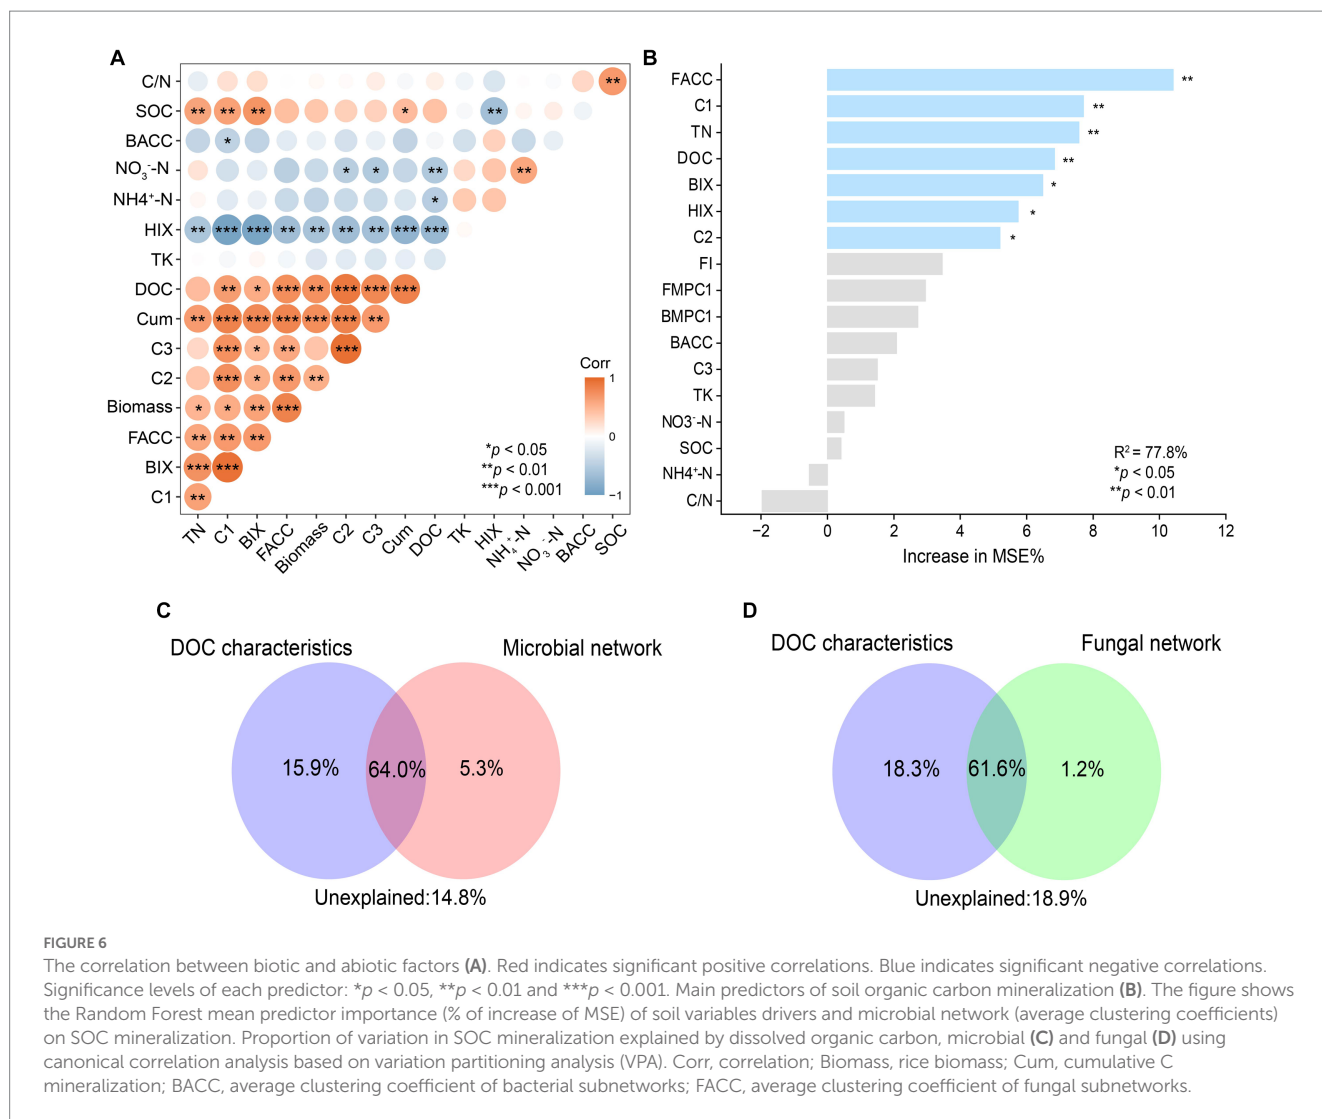 A
C/N
SOC
BACC
NO3--N
NH4+-N
HIX
TK
DOC
Cum
C3
C2
Biomass
FACC
BIX
C1
**
** ** ** * **
*
* * ** **
*
** *** *** ** ** ** ** *** ***
** * *** ** *** *** ***
** *** *** *** *** *** **
*** * ** ***
*** * ** **
* * ** ***
** ** **
*** ***
**
Corr
1
0
−1
*p < 0.05
**p < 0.01
***p < 0.001
TN C1 BIX FACC Biomass C2 C3 Cum DOC TK HIX NH4+-N NO3--N BACC SOC
B
FACC **
C1 **
TN **
DOC **
BIX *
HIX *
C2 *
FI
FMPC1
BMPC1
BACC
C3
TK
NO3--N
SOC
NH4+-N
C/N
R2 = 77.8%
*p < 0.05
**p < 0.01
−2 0 2 4 6 8 10 12
Increase in MSE%
C
DOC characteristics Microbial network
15.9% 64.0% 5.3%
Unexplained:14.8%
D
DOC characteristics Fungal network
18.3% 61.6% 1.2%
Unexplained:18.9%
FIGURE 6
The correlation between biotic and abiotic factors (A). Red indicates significant positive correlations. Blue indicates significant negative correlations.
Significance levels of each predictor: *p < 0.05, **p < 0.01 and ***p < 0.001. Main predictors of soil organic carbon mineralization (B). The figure shows
the Random Forest mean predictor importance (% of increase of MSE) of soil variables drivers and microbial network (average clustering coefficients)
on SOC mineralization. Proportion of variation in SOC mineralization explained by dissolved organic carbon, microbial (C) and fungal (D) using
canonical correlation analysis based on variation partitioning analysis (VPA). Corr, correlation; Biomass, rice biomass; Cum, cumulative C
mineralization; BACC, average clustering coefficient of bacterial subnetworks; FACC, average clustering coefficient of fungal subnetworks.